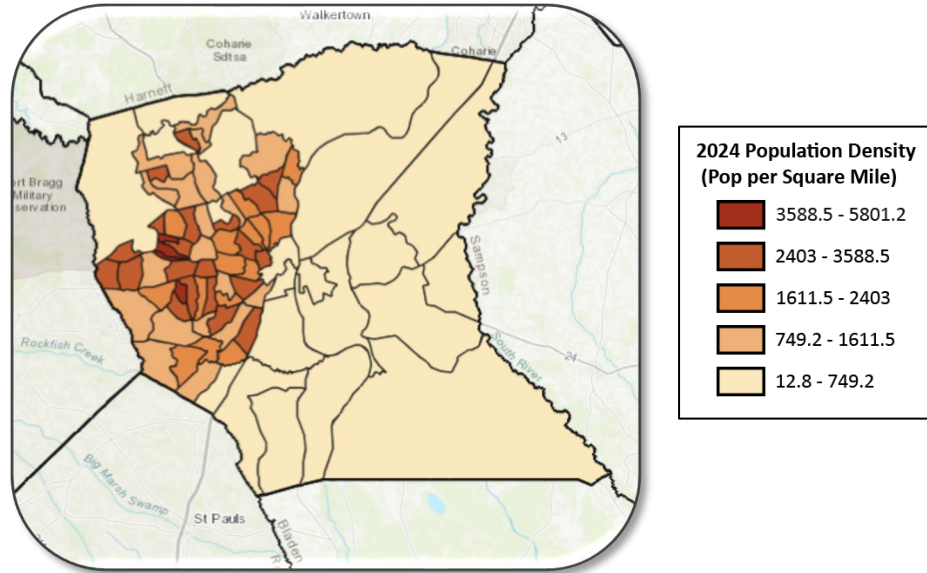 Walkertown
Coharie
Sdtsa
Coharie
Harnett
13
ort Bragg
Military
servation
Sampson
Rockfish Creek
South River
24
Big Marsh Swamp
St Pauls
Bladen
2024 Population Density
(Pop per Square Mile)
3588.5 - 5801.2
2403 - 3588.5
1611.5 - 2403
749.2 - 1611.5
12.8 - 749.2